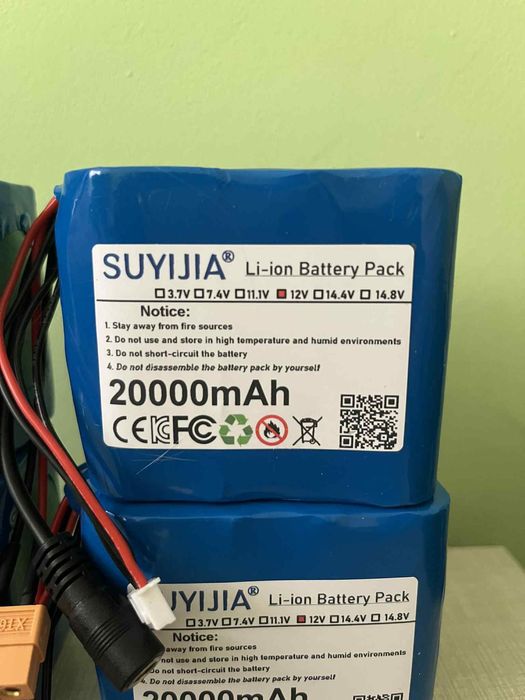 SUYIJIA® Li-ion Battery Pack
☐3.7V ☐7.4V ☐11.1V ■12V ☐14.4V ☐14.8V
Notice:
1. Stay away from fire sources
2. Do not use and store in high temperature and humid environments
3. Do not short-circuit the battery
4. Do not disassemble the battery pack by yourself
20000mAh
CE FC
UYIJIA® Li-ion Battery Pack
☐3.7V ☐7.4V ☐11.1V ■12V ☐14.4V ☐14.8V
Notice:
ay away from fire sources
not use and store in high temperature and humid environments
o not short-circuit the battery
Do not disassemble the battery pack by yourself
20000mAh